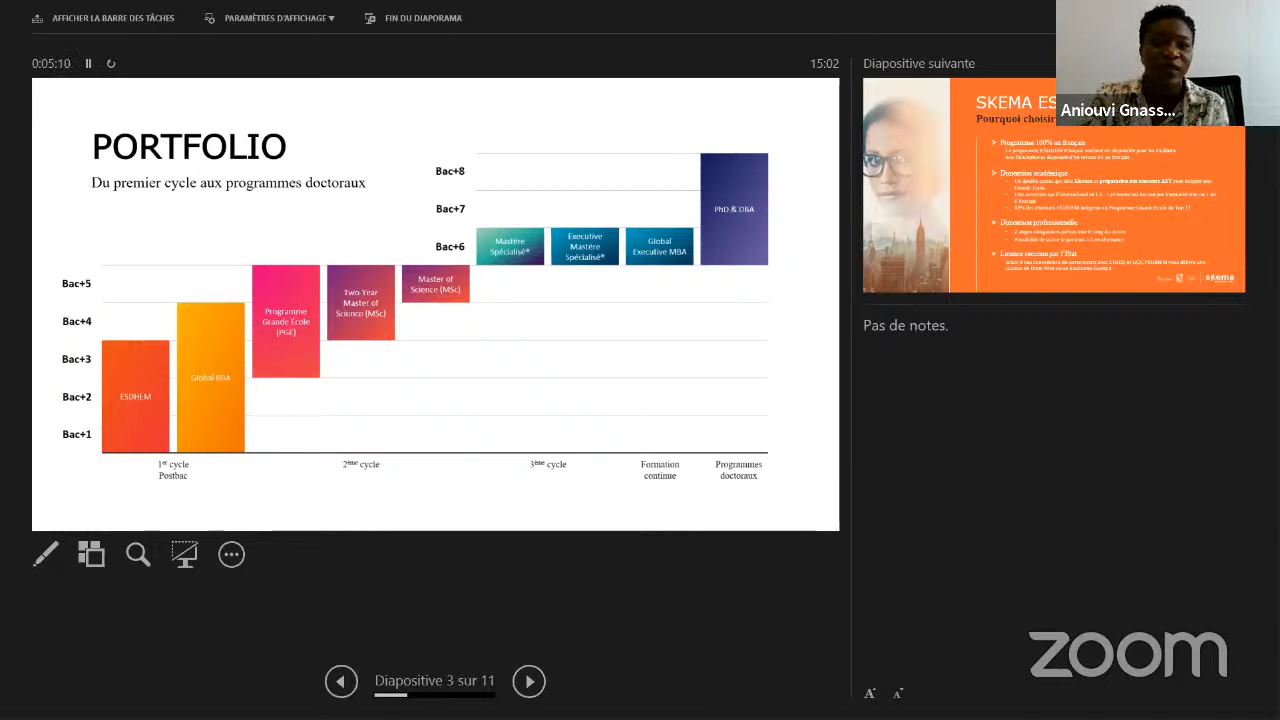 AFFICHER LA BARRE DES TÂCHES
PARAMÈTRES D'AFFICHAGE ▼
FIN DU DIAPORAMA
0:05:10
15:02
PORTFOLIO
Du premier cycle aux programmes doctoraux
Bac+8
Bac+7
Bac+6
Bac+5
Bac+4
Bac+3
Bac+2
Bac+1
ESDHEM
Global BBA
Programme
Grande École
(PGE)
Two-Year
Master of
Science (MSc)
Master of
Science (MSc)
Mastère
Spécialisé®
Executive
Mastère
Spécialisé®
Global
Executive MBA
PhD & DBA
1er cycle
Postbac
2ème cycle
3ème cycle
Formation
continue
Programmes
doctoraux
Diapositive 3 sur 11
Diapositive suivante
SKEMA ES
Pourquoi choisir
Programme 100% en français
Dimension académique
Dimension professionnelle
Licence reconnu par l'État
skema
Aniouvi Gnass...
Pas de notes.
zoom